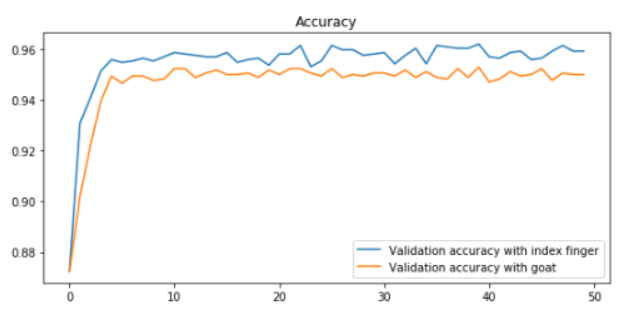 Accuracy
0.96
0.94
0.92
0.90
0.88
Validation accuracy with index finger
Validation accuracy with goat
0 10 20 30 40 50